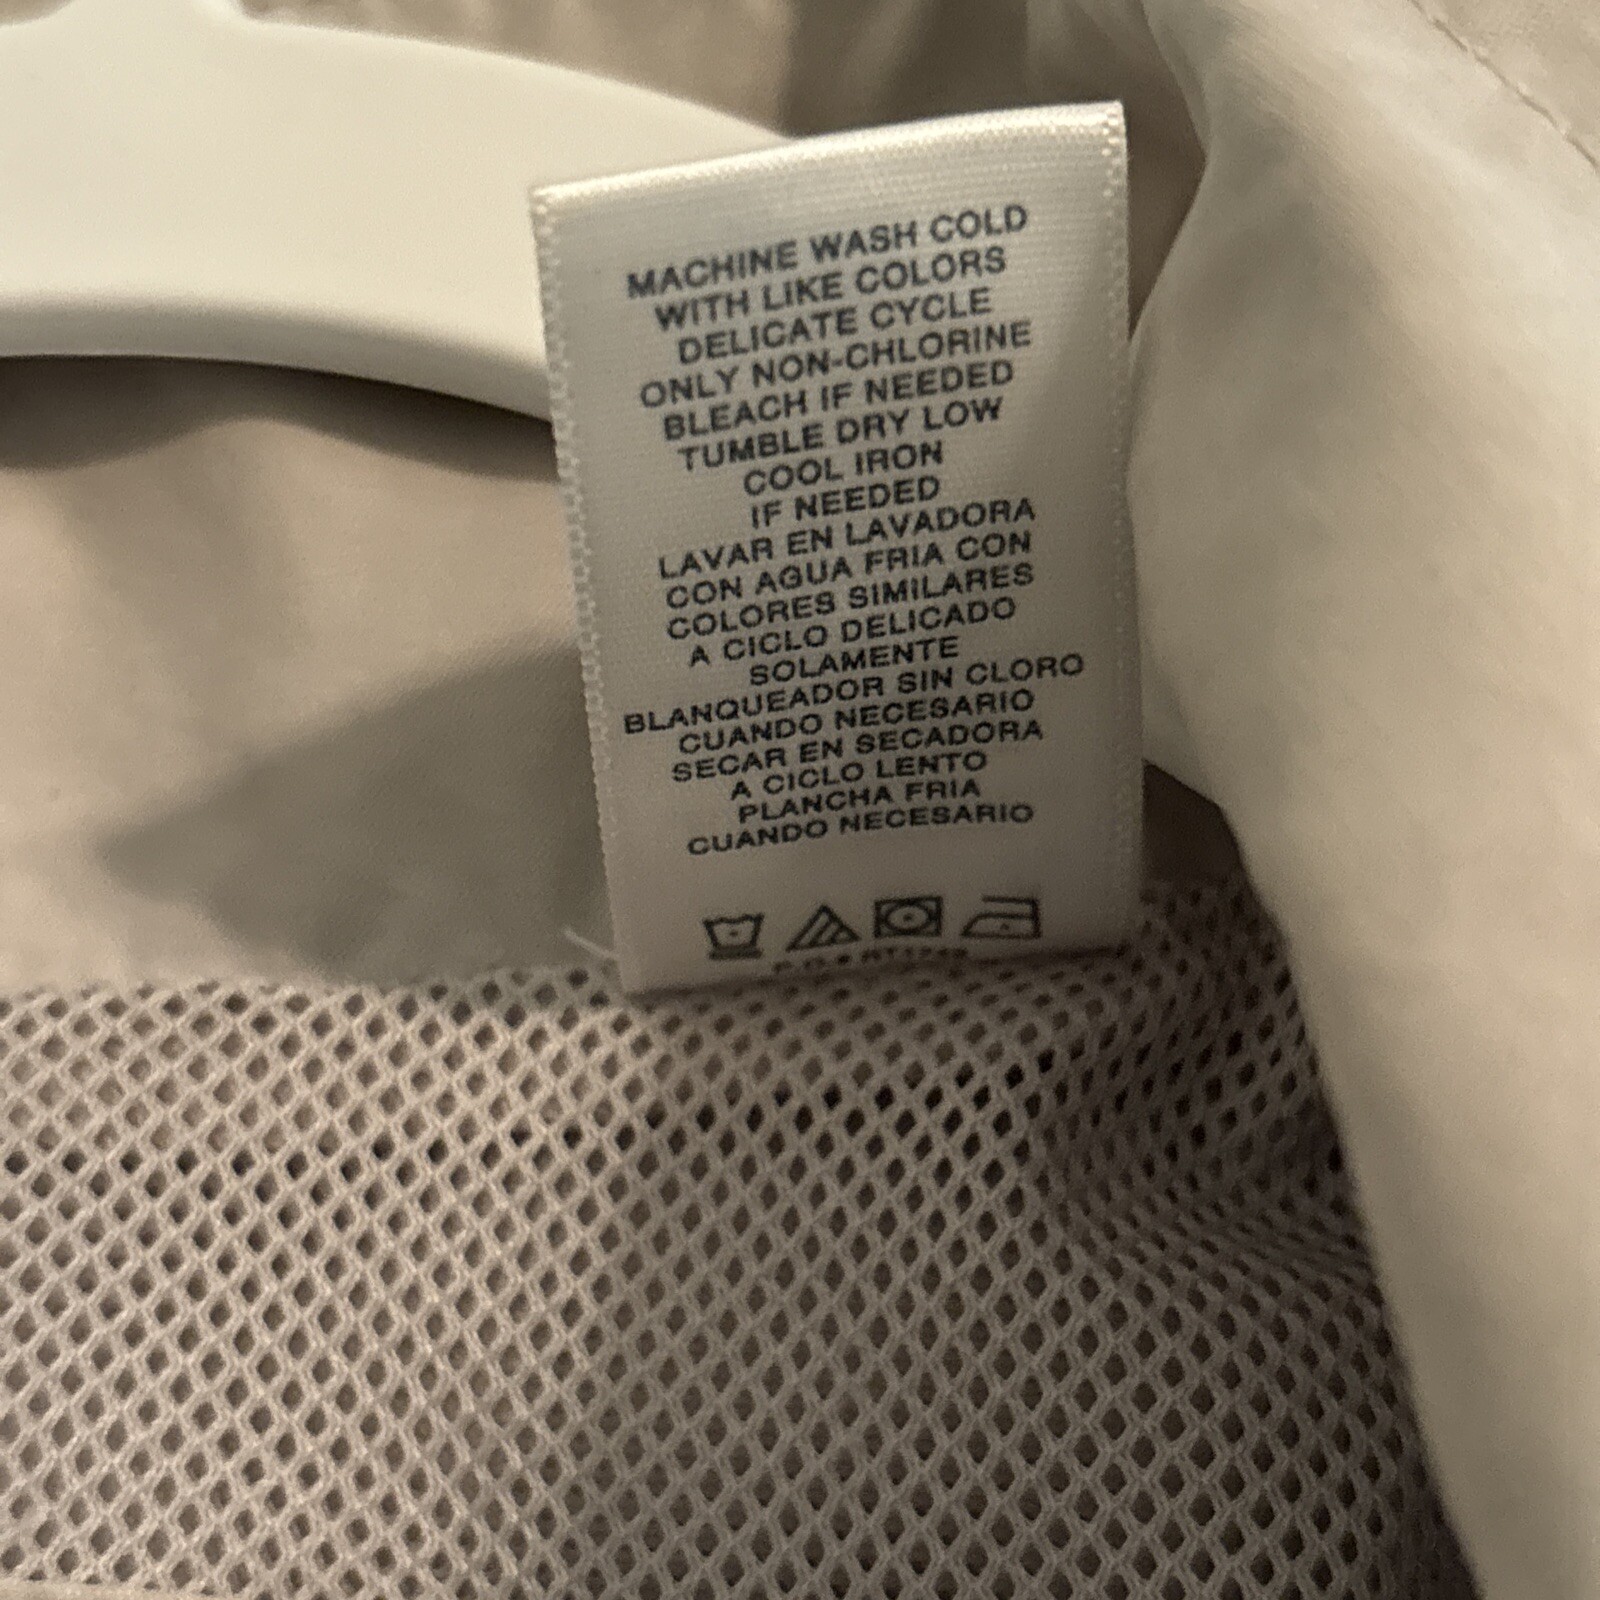 MACHINE WASH COLD
WITH LIKE COLORS
DELICATE CYCLE
ONLY NON-CHLORINE
BLEACH IF NEEDED
TUMBLE DRY LOW
COOL IRON
IF NEEDED
LAVAR EN LAVADORA
CON AGUA FRIA CON
COLORES SIMILARES
A CICLO DELICADO
SOLAMENTE
BLANQUEADOR SIN CLORO
CUANDO NECESARIO
SECAR EN SECADORA
A CICLO LENTO
PLANCHA FRIA
CUANDO NECESARIO